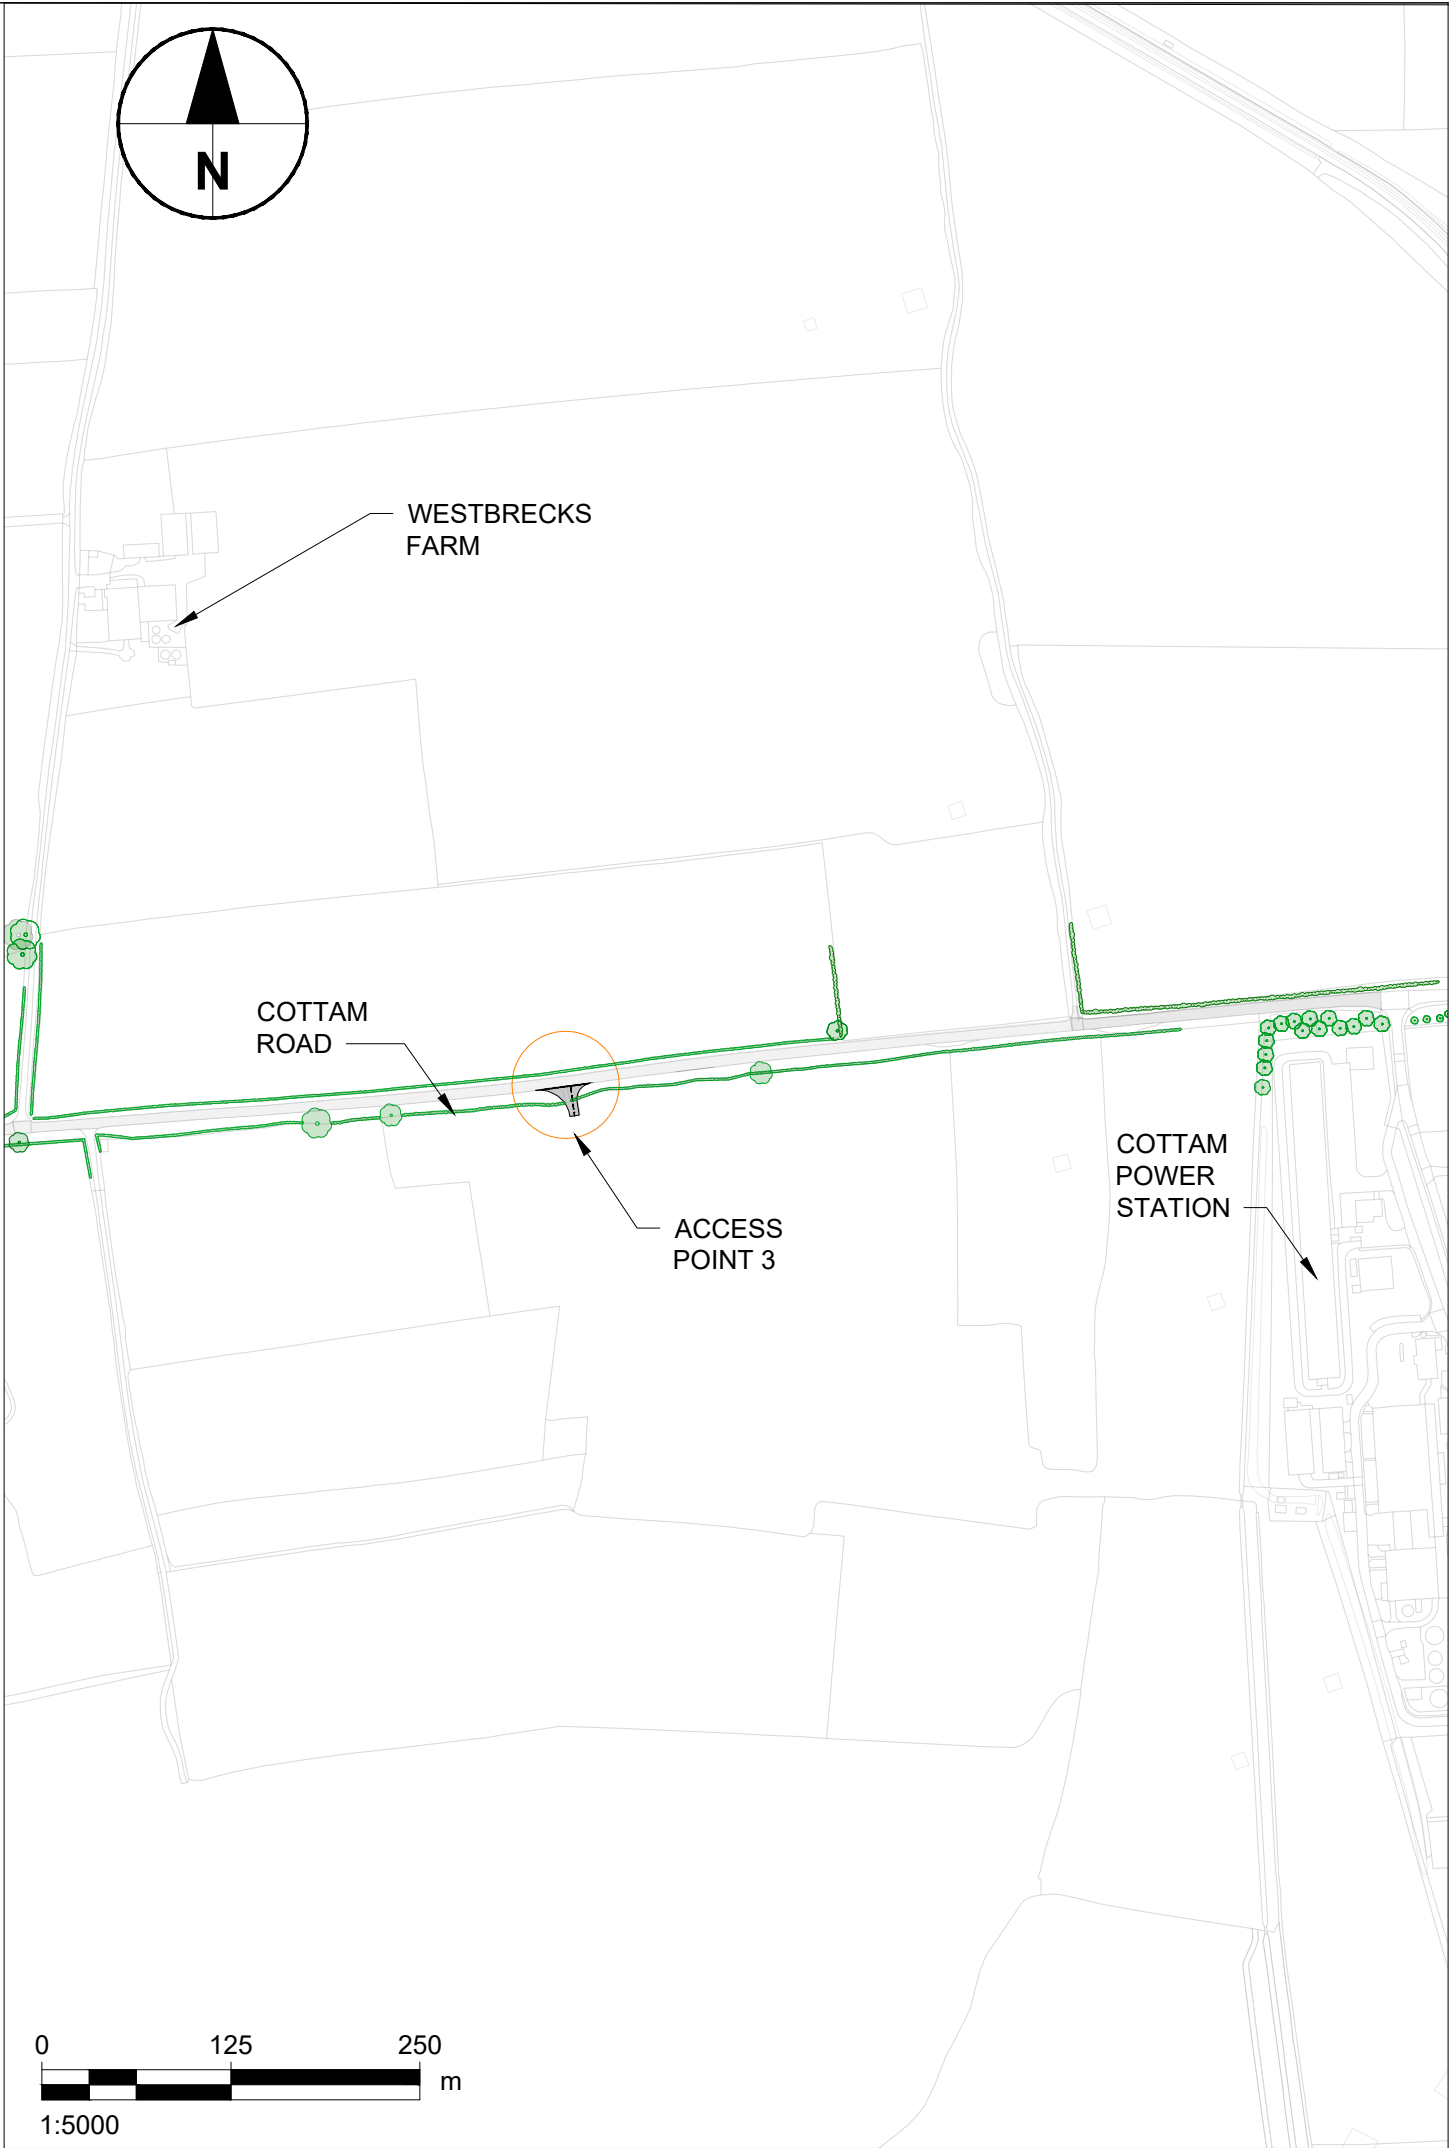 N
WESTBRECKS
FARM
COTTAM
ROAD
ACCESS
POINT 3
COTTAM
POWER
STATION
0 125 250
m
1:5000